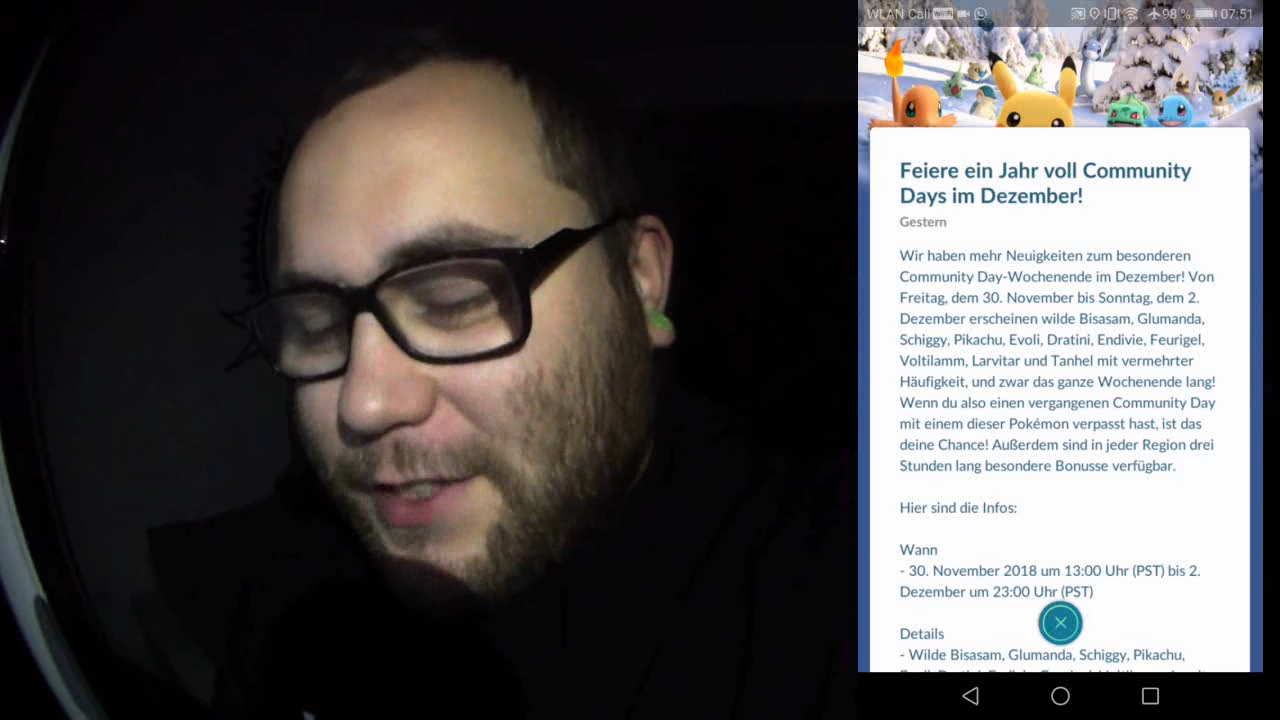 WLAN Call
98 %
07:51
Feiere ein Jahr voll Community
Days im Dezember!
Gestern
Wir haben mehr Neuigkeiten zum besonderen
Community Day-Wochenende im Dezember! Von
Freitag, dem 30. November bis Sonntag, dem 2.
Dezember erscheinen wilde Bisasam, Glumanda,
Schiggy, Pikachu, Evoli, Dratini, Endivie, Feurigel,
Voltilamm, Larvitar und Tanhel mit vermehrter
Häufigkeit, und zwar das ganze Wochenende lang!
Wenn du also einen vergangenen Community Day
mit einem dieser Pokémon verpasst hast, ist das
deine Chance! Außerdem sind in jeder Region drei
Stunden lang besondere Bonusse verfügbar.
Hier sind die Infos:
Wann
- 30. November 2018 um 13:00 Uhr (PST) bis 2.
Dezember um 23:00 Uhr (PST)
Details
- Wilde Bisasam, Glumanda, Schiggy, Pikachu,